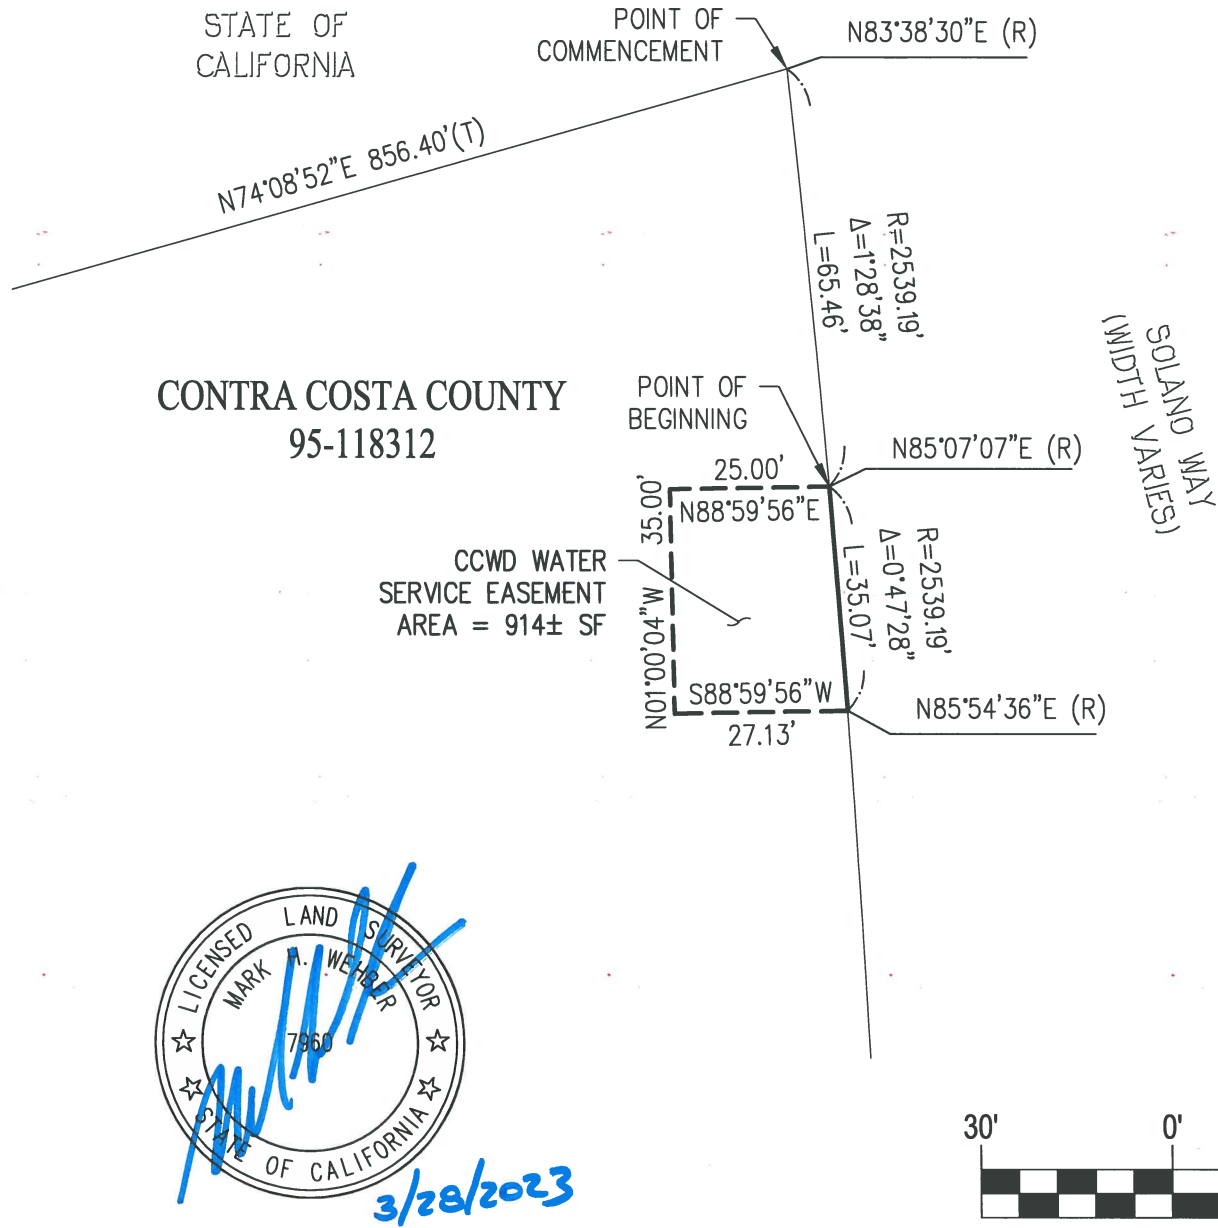 STATE OF
CALIFORNIA
POINT OF
COMMENCEMENT
N83°38'30"E (R)
N74°08'52"E 856.40'(T)
R=2539.19'
Δ=1°28'38"
L=65.46'
SOLANO WAY
(WIDTH VARIES)
CONTRA COSTA COUNTY
95-118312
POINT OF
BEGINNING
N85°07'07"E (R)
25.00'
N88°59'56"E
N01°00'04"W 35.00'
R=2539.19'
Δ=0°47'28"
L=35.07'
CCWD WATER
SERVICE EASEMENT
AREA = 914± SF
S88°59'56"W
27.13'
N85°54'36"E (R)
LICENSED LAND SURVEYOR
MARK H. WEHBER
7960
STATE OF CALIFORNIA
3/28/2023
30' 0'